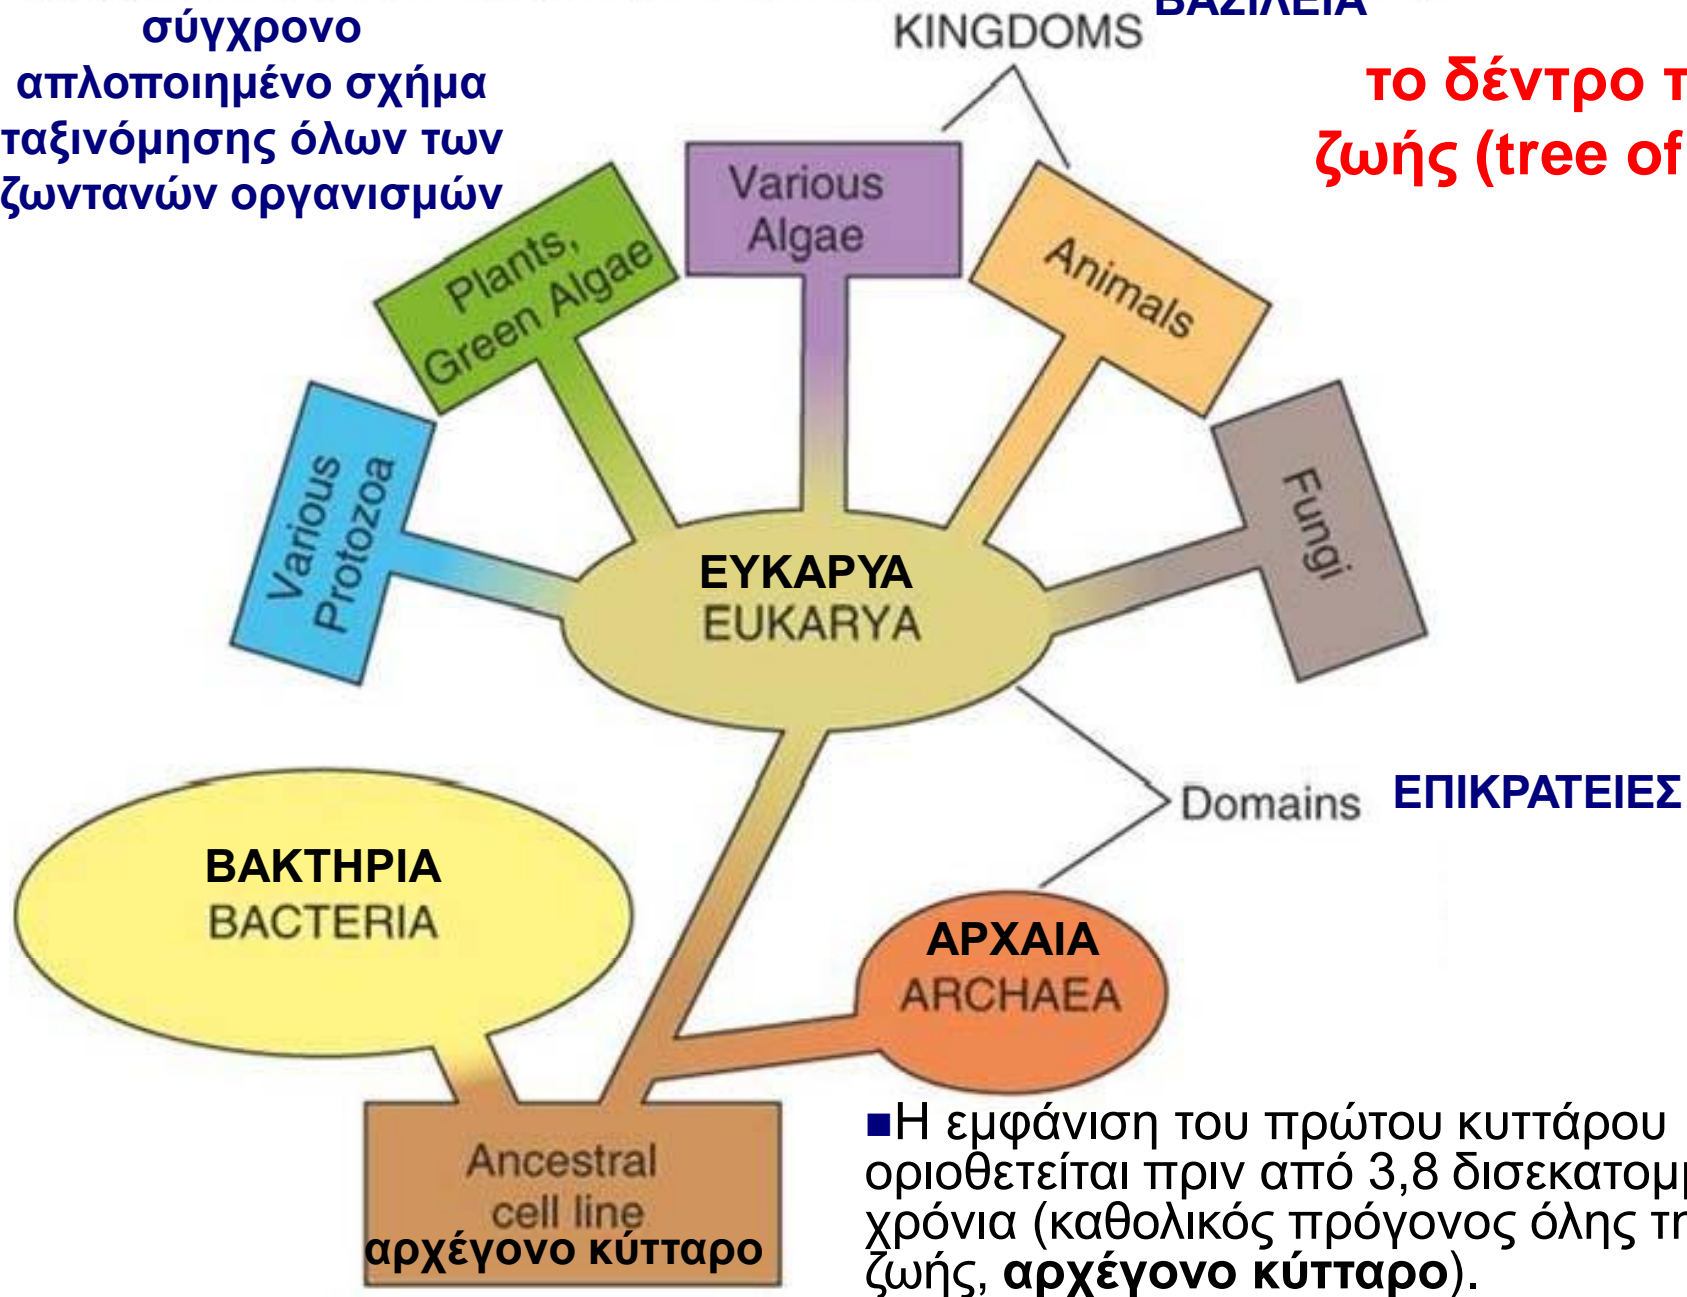 σύγχρονο
απλοποιημένο σχήμα
ταξινόμησης όλων των
ζωντανών οργανισμών
ΒΑΣΙΛΕΙΑ
KINGDOMS
το δέντρο
ζωής (tree of
Various
Algae
Plants,
Green Algae
Animals
Various
Protozoa
Fungi
ΕΥΚΑΡΥΑ
EUKARYA
Domains ΕΠΙΚΡΑΤΕΙΕΣ
ΒΑΚΤΗΡΙΑ
BACTERIA
ΑΡΧΑΙΑ
ARCHAEA
Ancestral
cell line
αρχέγονο κύτταρο
■Η εμφάνιση του πρώτου κυττάρου
οριοθετείται πριν από 3,8
χρόνια (καθολικός πρόγονος όλης
ζωής, αρχέγονο κύτταρο).